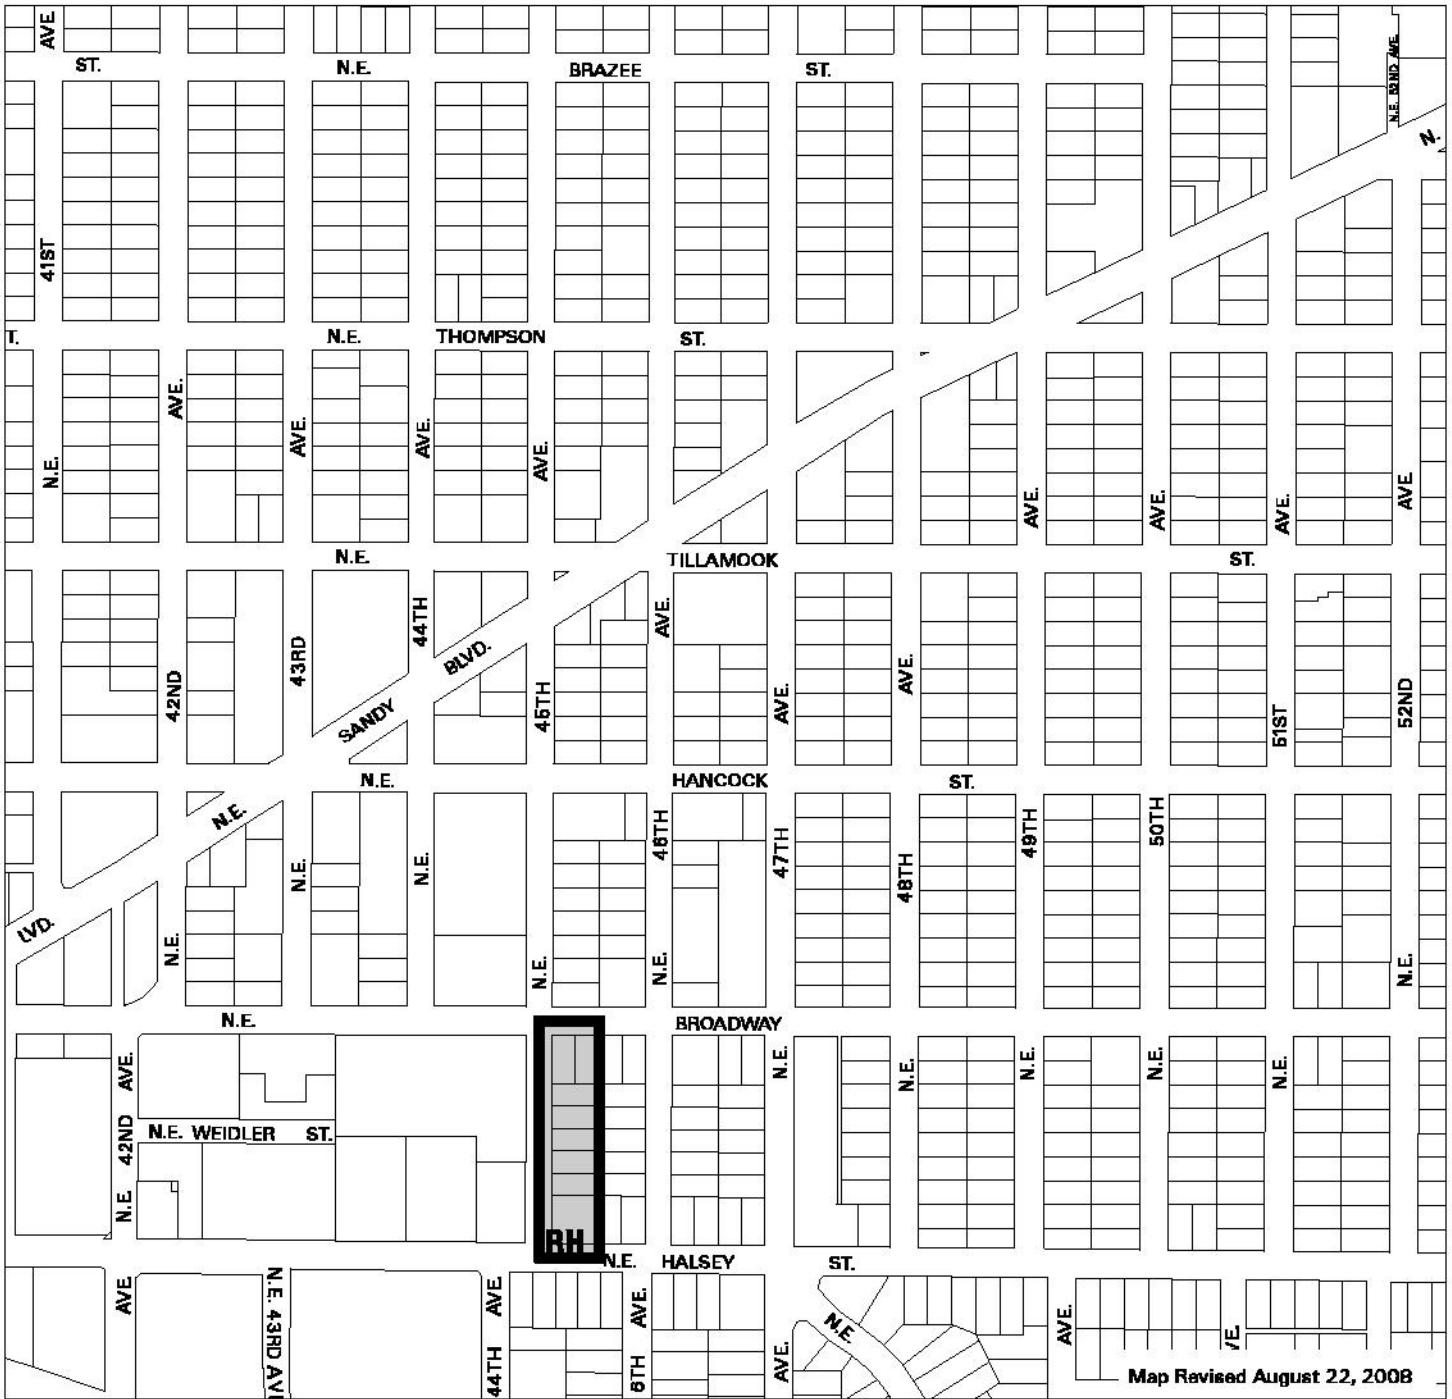 AVE.
ST. N.E. BRAZEE ST.
N.E. 52ND AVE.
N.
41ST
T. N.E. THOMPSON ST.
AVE.
AVE.
AVE.
AVE.
N.E.
AVE.
AVE.
AVE.
AVE.
N.E. TILLAMOOK ST.
44TH
AVE.
43RD
BLVD.
AVE.
42ND
45TH
AVE.
52ND
51ST
SANDY
N.E. HANCOCK ST.
N.E.
46TH
49TH
50TH
47TH
48TH
N.E.
N.E.
LVD.
N.E.
N.E.
N.E.
N.E.
N.E. BROADWAY
AVE.
N.E.
N.E.
N.E.
N.E.
N.E.
42ND
N.E. WEIDLER ST.
N.E.
RH
N.E. HALSEY ST.
AVE.
N.E. 43RD AV
AVE.
44TH
AVE.
6TH
AVE.
N.E.
AVE.
VE.
Map Revised August 22, 2008